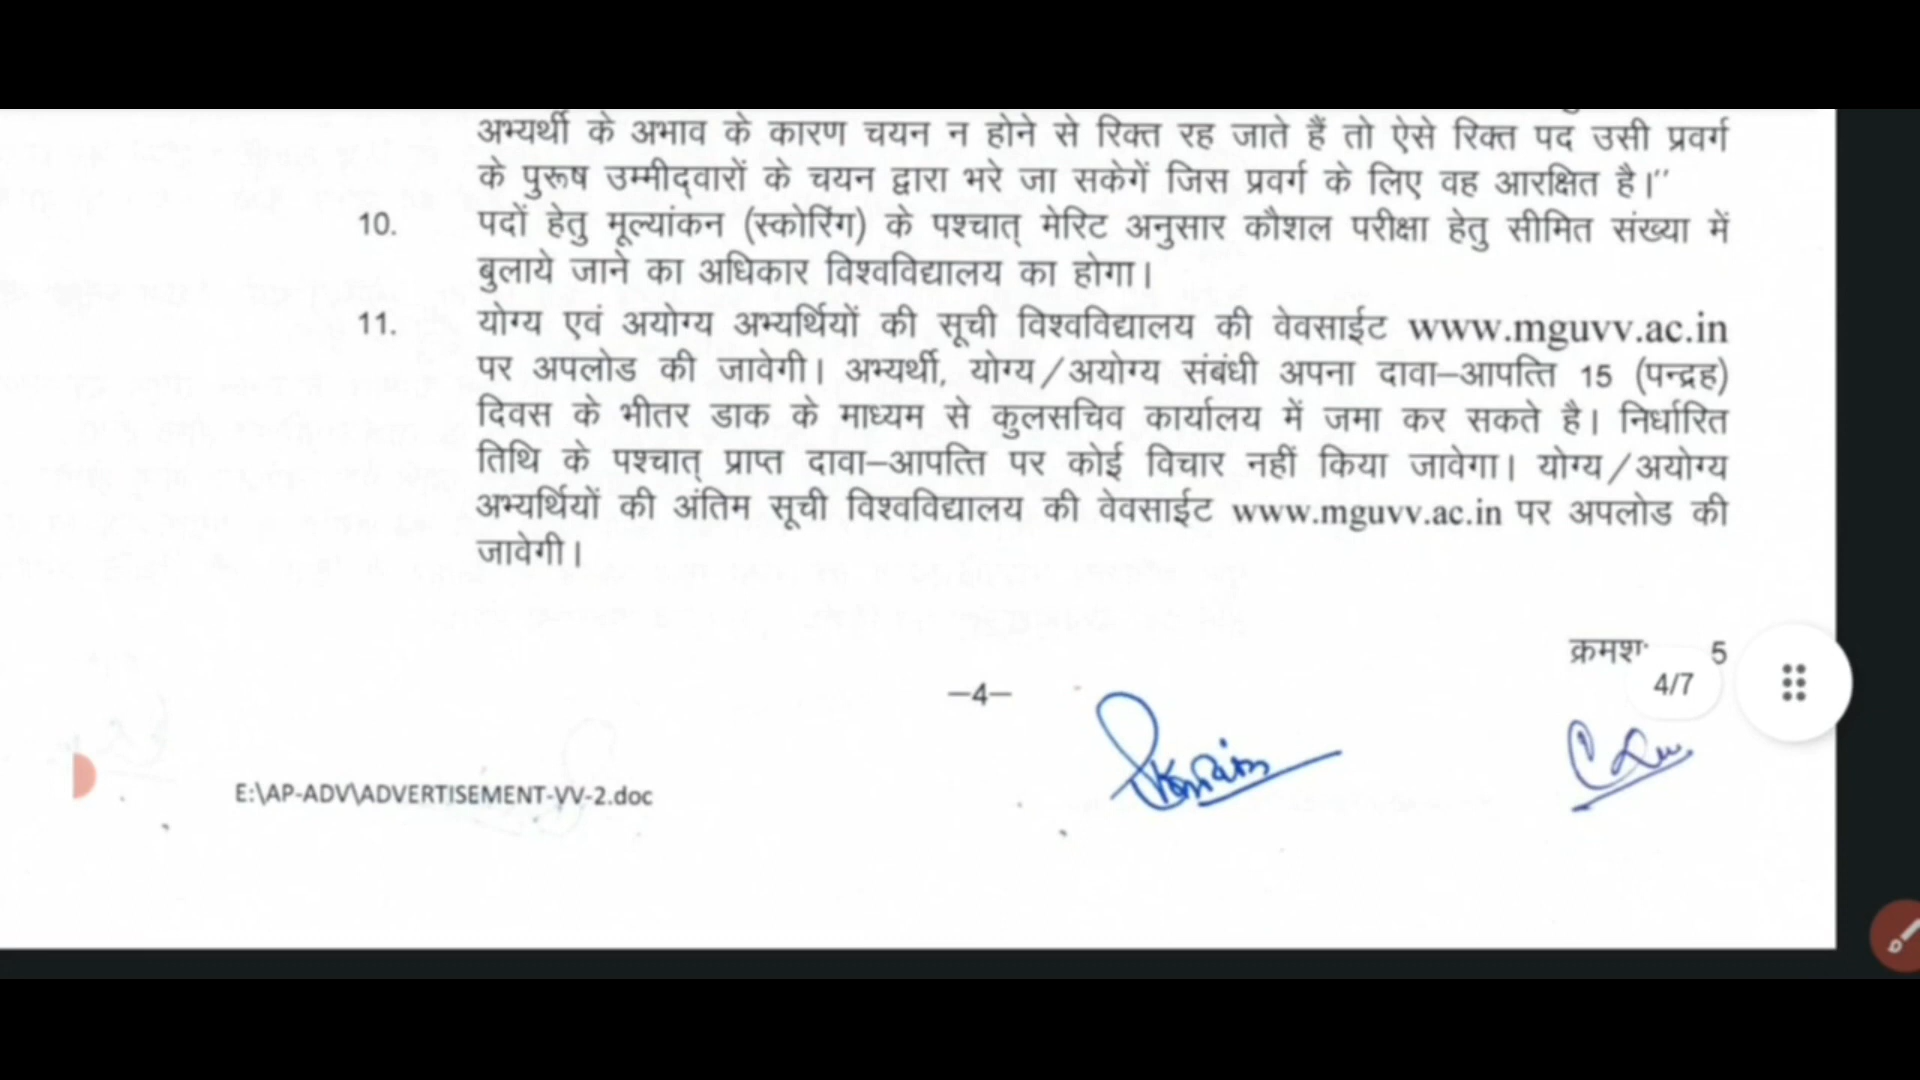 अभ्यर्थी के अभाव के कारण चयन न होने से रिक्त रह जाते हैं तो ऐसे रिक्त पद उसी प्रवर्ग
के पुरूष उम्मीद्वारों के चयन द्वारा भरे जा सकेगें जिस प्रवर्ग के लिए वह आरक्षित है।''
10. पदों हेतु मूल्यांकन (स्कोरिंग) के पश्चात् मेरिट अनुसार कौशल परीक्षा हेतु सीमित संख्या में
बुलाये जाने का अधिकार विश्वविद्यालय का होगा।
11. योग्य एवं अयोग्य अभ्यर्थियों की सूची विश्वविद्यालय की वेवसाईट www.mguvv.ac.in
पर अपलोड की जावेगी। अभ्यर्थी, योग्य/अयोग्य संबंधी अपना दावा–आपत्ति 15 (पन्द्रह)
दिवस के भीतर डाक के माध्यम से कुलसचिव कार्यालय में जमा कर सकते है। निर्धारित
तिथि के पश्चात् प्राप्त दावा–आपत्ति पर कोई विचार नहीं किया जावेगा। योग्य/अयोग्य
अभ्यर्थियों की अंतिम सूची विश्वविद्यालय की वेवसाईट www.mguvv.ac.in पर अपलोड की
जावेगी।
5
4/7
–4–
E:\AP-ADV\ADVERTISEMENT-VV-2.doc